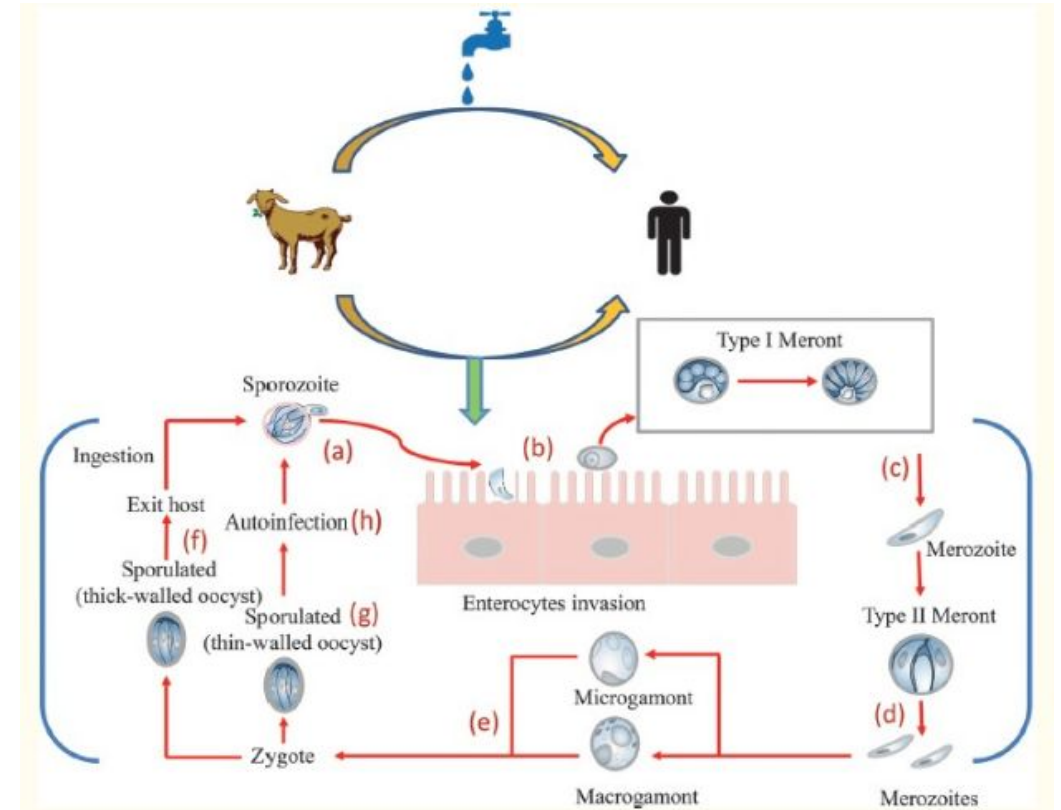 Type I Meront
Sporozoite
(a)
(b)
Ingestion
(c)
Exit host
Autoinfection (h)
(f)
Merozoite
Sporulated
(thick-walled oocyst)
Enterocytes invasion
Sporulated (g)
(thin-walled oocyst)
Type II Meront
Microgamont
(d)
(e)
Zygote
Macrogamont
Merozoites